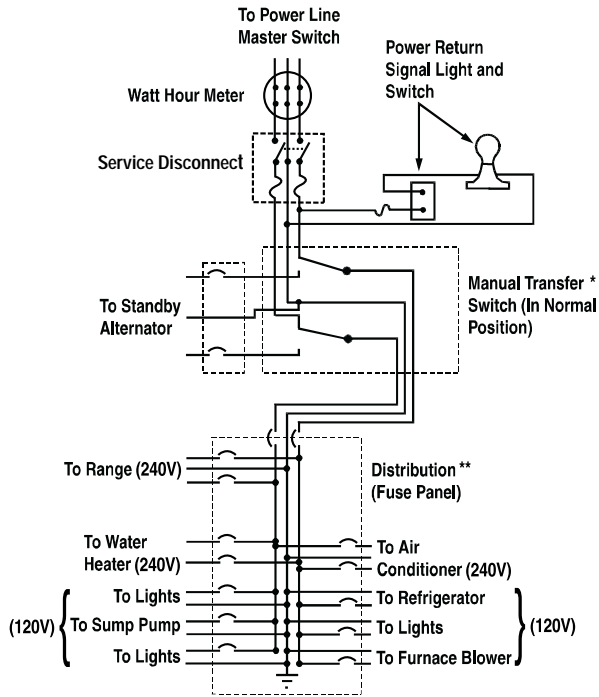 To Power Line
Master Switch
Power Return
Signal Light and
Switch
Watt Hour Meter
Service Disconnect
Manual Transfer *
Switch (In Normal
Position)
To Standby
Alternator
To Range (240V)
Distribution **
(Fuse Panel)
To Water
Heater (240V)
To Air
Conditioner (240V)
To Lights
To Refrigerator
(120V)
To Sump Pump
To Lights
(120V)
To Lights
To Furnace Blower